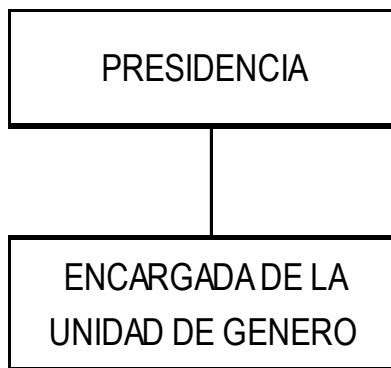 PRESIDENCIA
ENCARGADA DE LA
UNIDAD DE GENERO